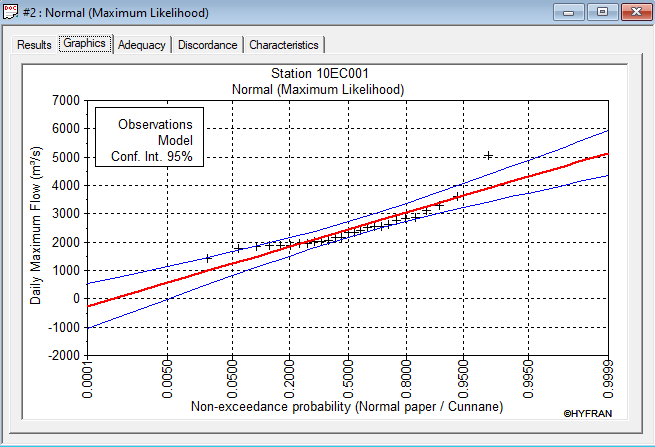 DOC
#2 : Normal (Maximum Likelihood)
Results Graphics Adequacy Discordance Characteristics
Station 10EC001
Normal (Maximum Likelihood)
Daily Maximum Flow (m³/s)
7000
6000
5000
4000
3000
2000
1000
0
-1000
-2000
Observations
Model
Conf. Int. 95%
0.0001
0.0050
0.0500
0.2000
0.5000
0.8000
0.9500
0.9950
0.9999
Non-exceedance probability (Normal paper / Cunnane)
©HYFRAN